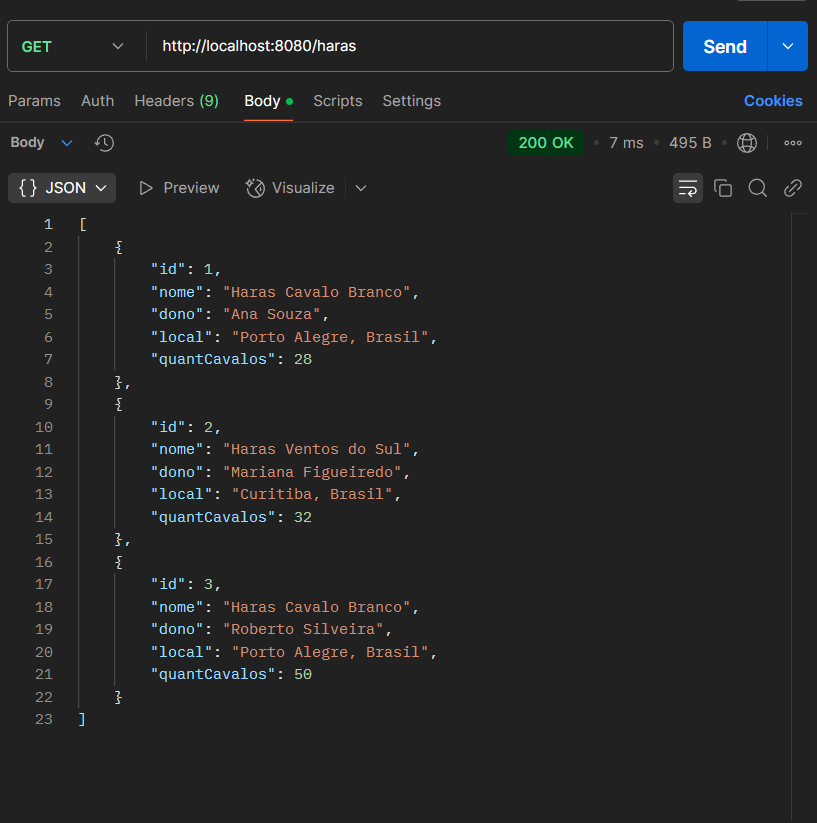 GET http://localhost:8080/haras Send
Params Auth Headers (9) Body Scripts Settings Cookies
Body 200 OK 7 ms 495 B
{} JSON Preview Visualize
1 [
2 {
3 "id": 1,
4 "nome": "Haras Cavalo Branco",
5 "dono": "Ana Souza",
6 "local": "Porto Alegre, Brasil",
7 "quantCavalos": 28
8 },
9 {
10 "id": 2,
11 "nome": "Haras Ventos do Sul",
12 "dono": "Mariana Figueiredo",
13 "local": "Curitiba, Brasil",
14 "quantCavalos": 32
15 },
16 {
17 "id": 3,
18 "nome": "Haras Cavalo Branco",
19 "dono": "Roberto Silveira",
20 "local": "Porto Alegre, Brasil",
21 "quantCavalos": 50
22 }
23 ]